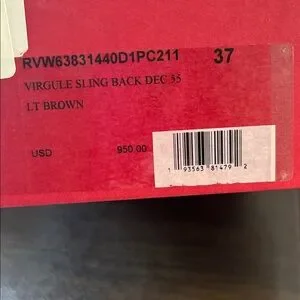 RVW63831440D1PC211 37
VIRGULE SLING BACK DEC 35
LT BROWN
USD 950.00
1 93563 81479 2